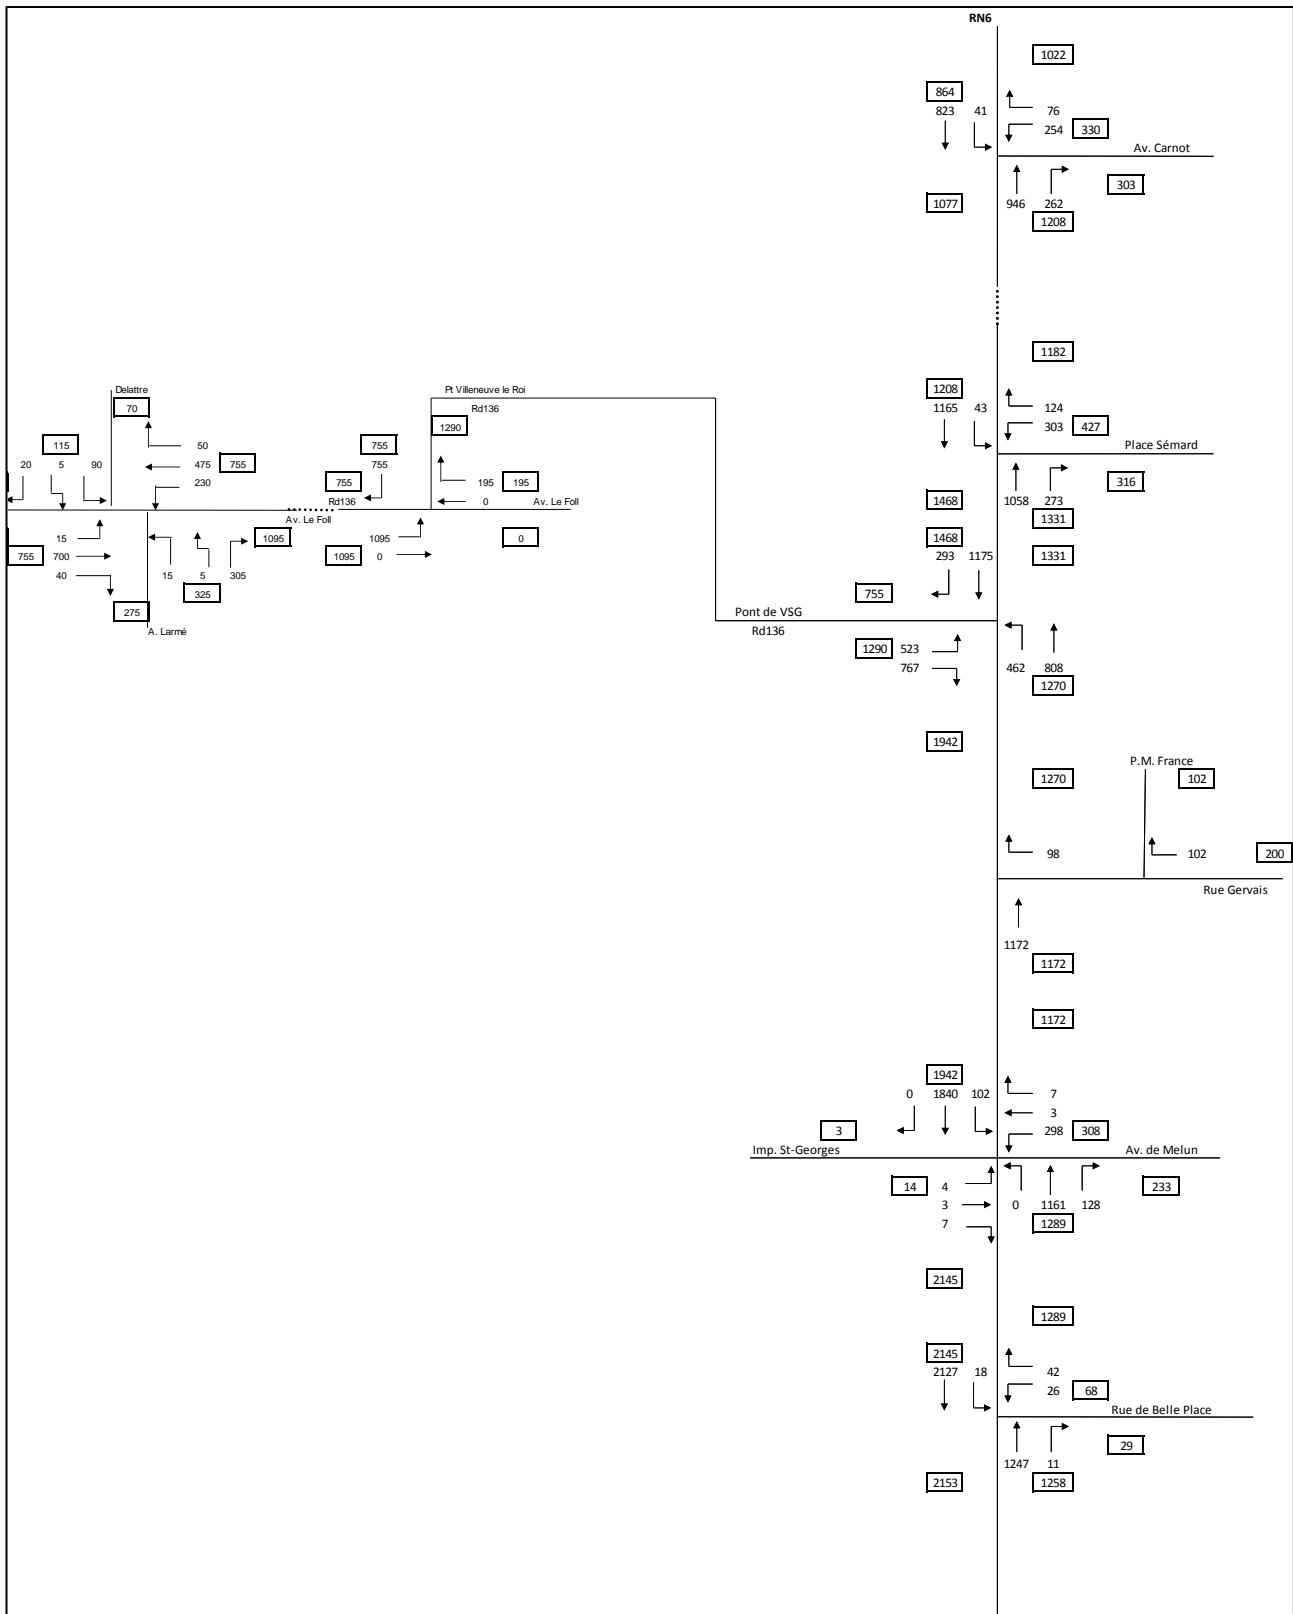 RN6
1022
864
823 41 76
254 330
Av. Carnot
303
1077 946 262
1208
1182
1208
1165 43 124
303 427
Place Sémard
316
1468 1058 273
1331
1468 1331
293 1175
755
Pont de VSG
Rd136
1290 523
767
462 808
1270
1942
P.M. France
1270 102
98 102 200
Rue Gervais
1172
1172
1172
1942
0 1840 102 7
3
3 298 308
Imp. St-Georges Av. de Melun
14 4 233
3 0 1161 128
7 1289
2145
1289
2145
2127 18 42
26 68
Rue de Belle Place
29
1247 11
2153 1258
Delattre
70
115 50
20 5 90 475 755
230
Av. Le Foll
15 1095
755 700
40 15 5 305
325
275
A. Larmé
Pt Villeneuve le Roi
Rd136
1290
755
755
755 195 195
Rd136 0 Av. Le Foll
1095 0
1095 0